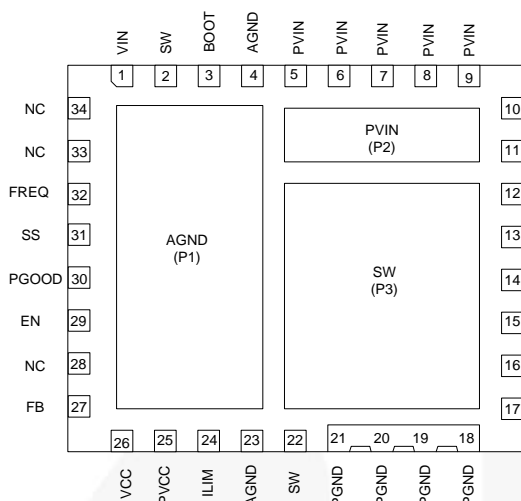 VIN SW BOOT AGND PVIN PVIN PVIN PVIN PVIN
1 2 3 4 5 6 7 8 9
NC 34 10
PVIN
(P2)
NC 33 11
FREQ 32 12
SS 31 13
AGND
(P1)
SW
(P3)
PGOOD 30 14
EN 29 15
NC 28 16
FB 27 17
26 25 24 23 22 21 20 19 18
VCC PVCC ILIM AGND SW PGND PGND PGND PGND